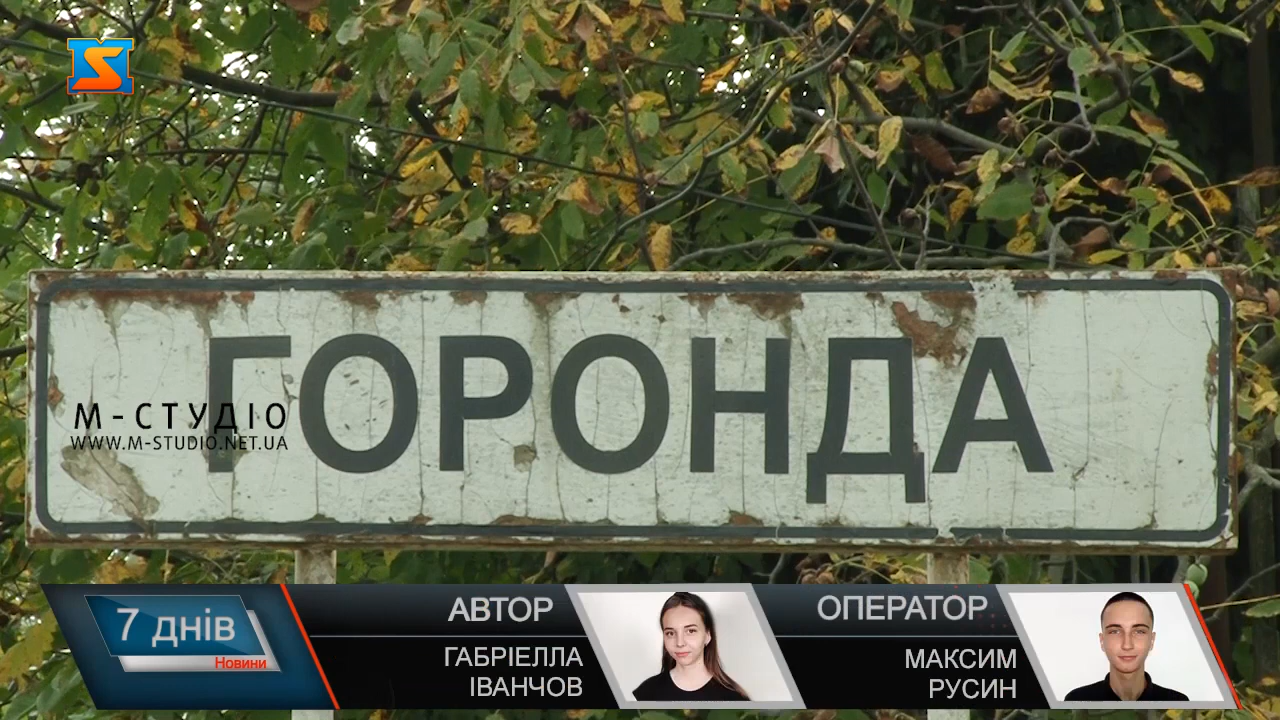 ГОРОНДА
М-СТУДІО
WWW.M-STUDIO.NET.UA
7 днів
Новини
АВТОР
ГАБРІЕЛЛА
ІВАНЧОВ
ОПЕРАТОР
МАКСИМ
РУСИН